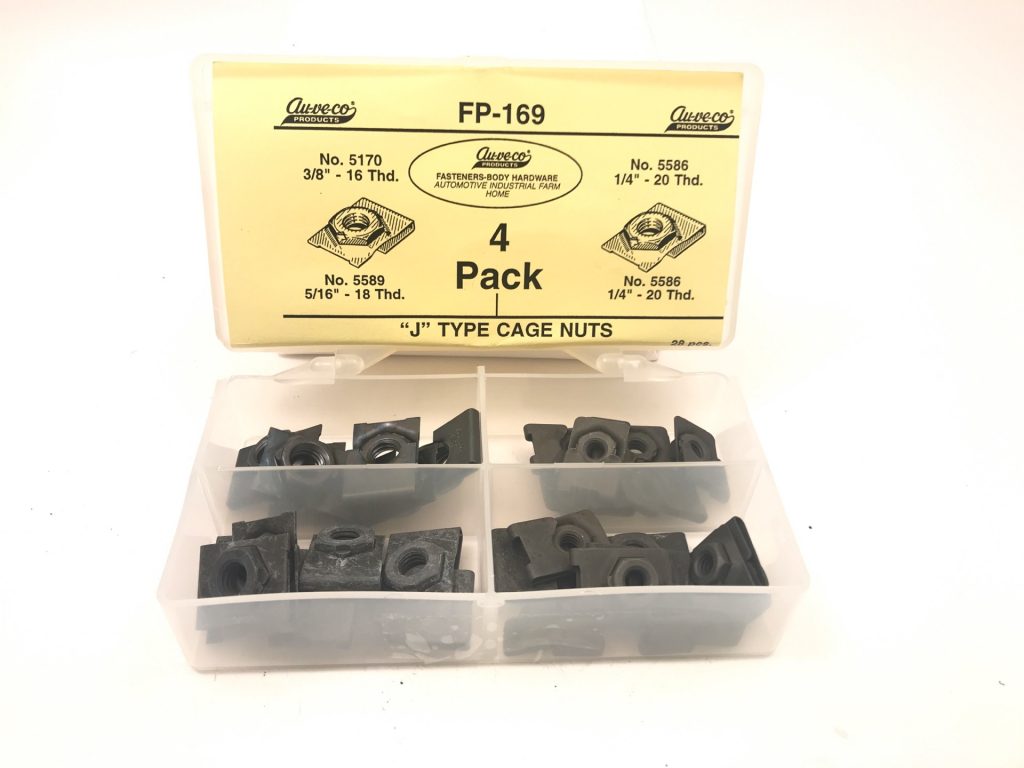 Au-ve-co® PRODUCTS
FP-169
Au-ve-co® PRODUCTS
No. 5170
3/8" - 16 Thd.
Au-ve-co® PRODUCTS
FASTENERS-BODY HARDWARE
AUTOMOTIVE INDUSTRIAL FARM
HOME
No. 5586
1/4" - 20 Thd.
4
Pack
No. 5589
5/16" - 18 Thd.
No. 5586
1/4" - 20 Thd.
“J” TYPE CAGE NUTS
28 pcs.